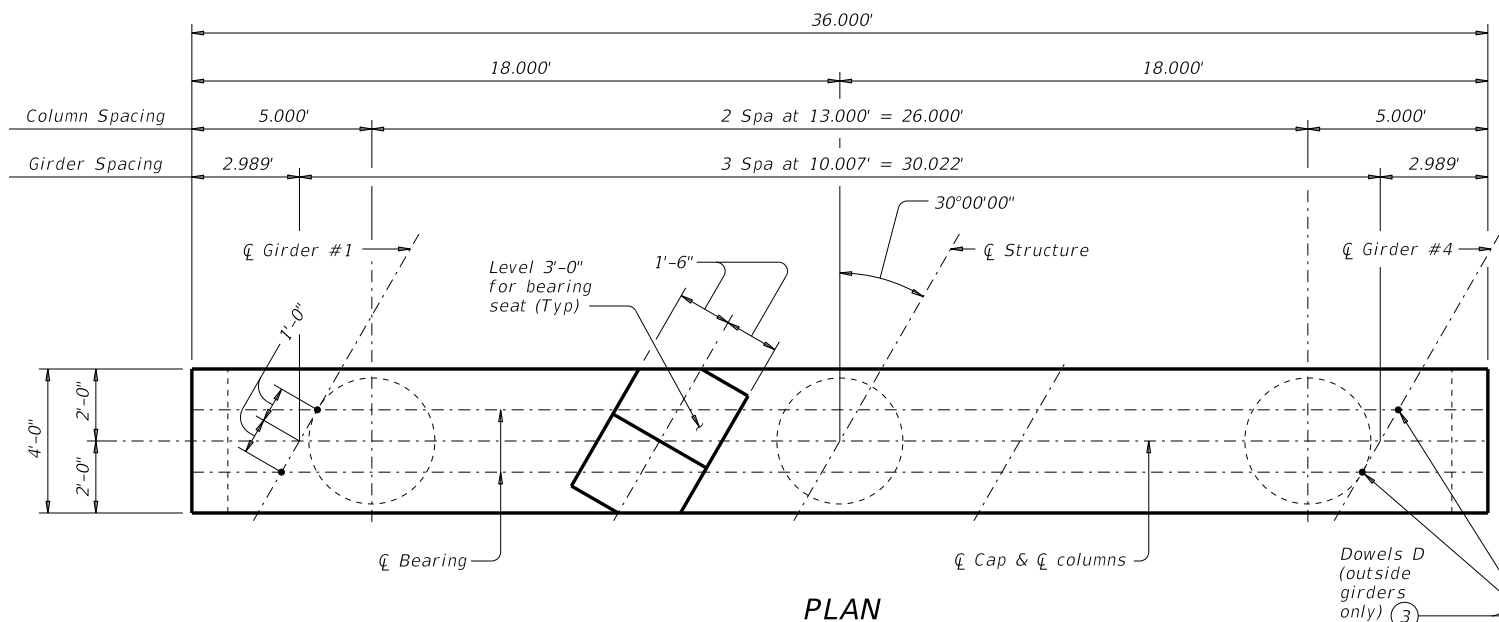 36.000'
18.000'
18.000'
Column Spacing
5.000'
2 Spa at 13.000' = 26.000'
5.000'
Girder Spacing
2.989'
3 Spa at 10.007' = 30.022'
2.989'
30°00'00"
℄ Girder #1
℄ Structure
℄ Girder #4
1'-6"
Level 3'-0"
for bearing
seat (Typ)
1'-0"
4'-0"
2'-0"
2'-0"
℄ Bearing
℄ Cap & ℄ columns
Dowels D
(outside
girders
only) 3
PLAN